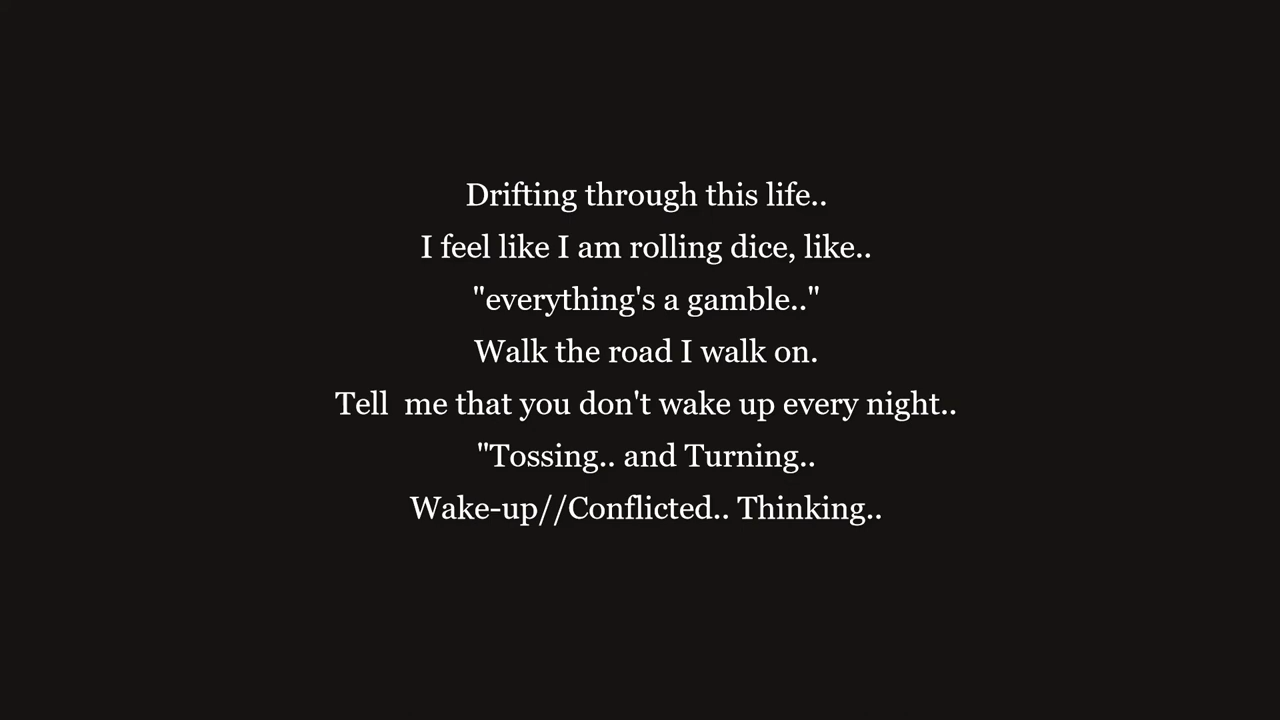 Drifting through this life..
I feel like I am rolling dice, like..
"everything's a gamble.."
Walk the road I walk on.
Tell  me that you don't wake up every night..
"Tossing.. and Turning..
Wake-up//Conflicted.. Thinking..